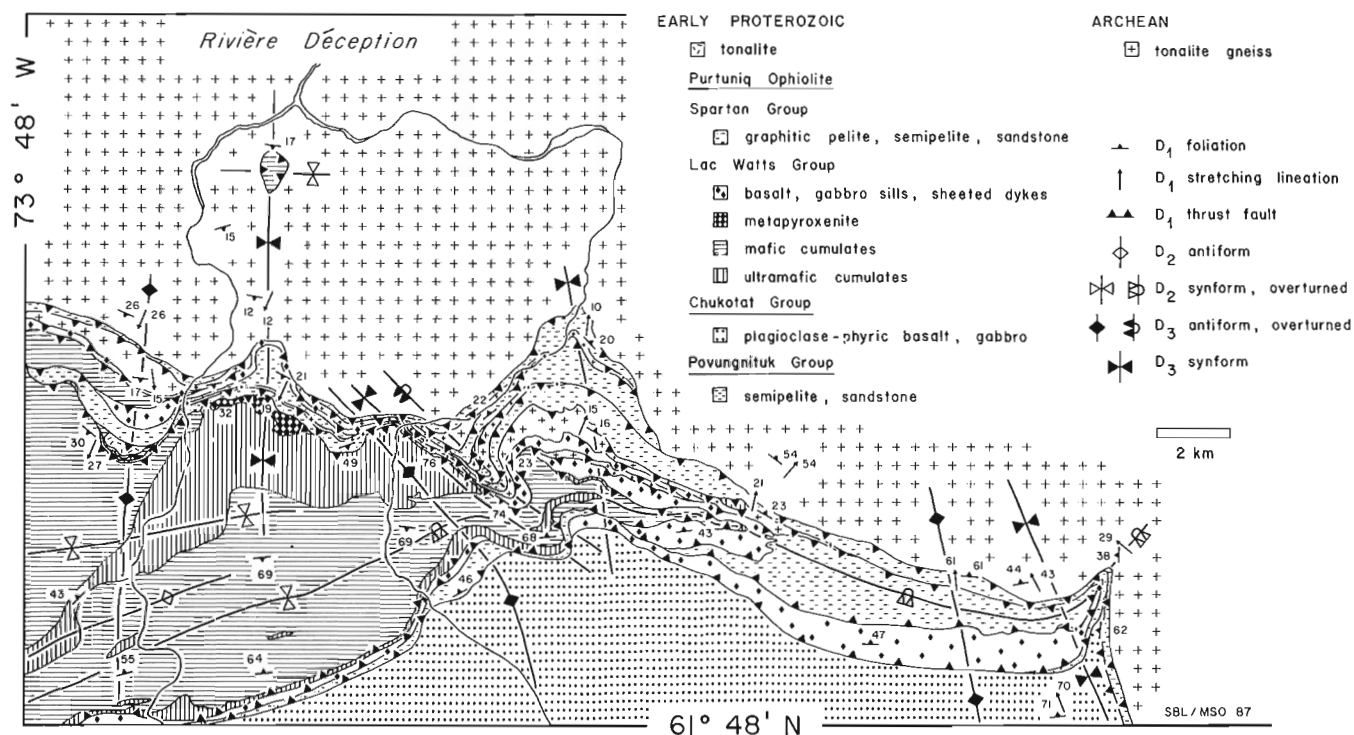 Rivière Déception
73° 48' W
61° 48' N
EARLY PROTEROZOIC
tonalite
Purtuniq Ophiolite
Spartan Group
graphitic pelite, semipelite, sandstone
Lac Watts Group
basalt, gabbro sills, sheeted dykes
metapyroxenite
mafic cumulates
ultramafic cumulates
Chukotat Group
plagioclase-phyric basalt, gabbro
Povungnituk Group
semipelite, sandstone
ARCHEAN
tonalite gneiss
D1 foliation
D1 stretching lineation
D1 thrust fault
D2 antiform
D2 synform, overturned
D3 antiform, overturned
D3 synform
2 km
17
15
26
26
12
12
10
20
17
15
21
22
32
19
15
16
30
27
49
76
23
54
54
21
23
74
69
68
43
69
46
43
61
61
44
43
29
38
62
47
55
64
70
71
SBL/MSO 87